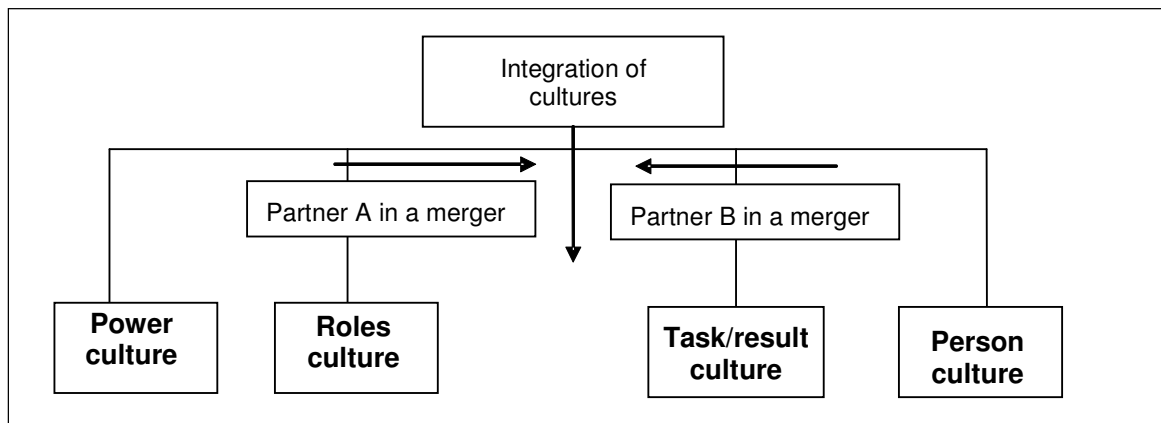 Integration of
cultures
Partner A in a merger
Partner B in a merger
Power
culture
Roles
culture
Task/result
culture
Person
culture